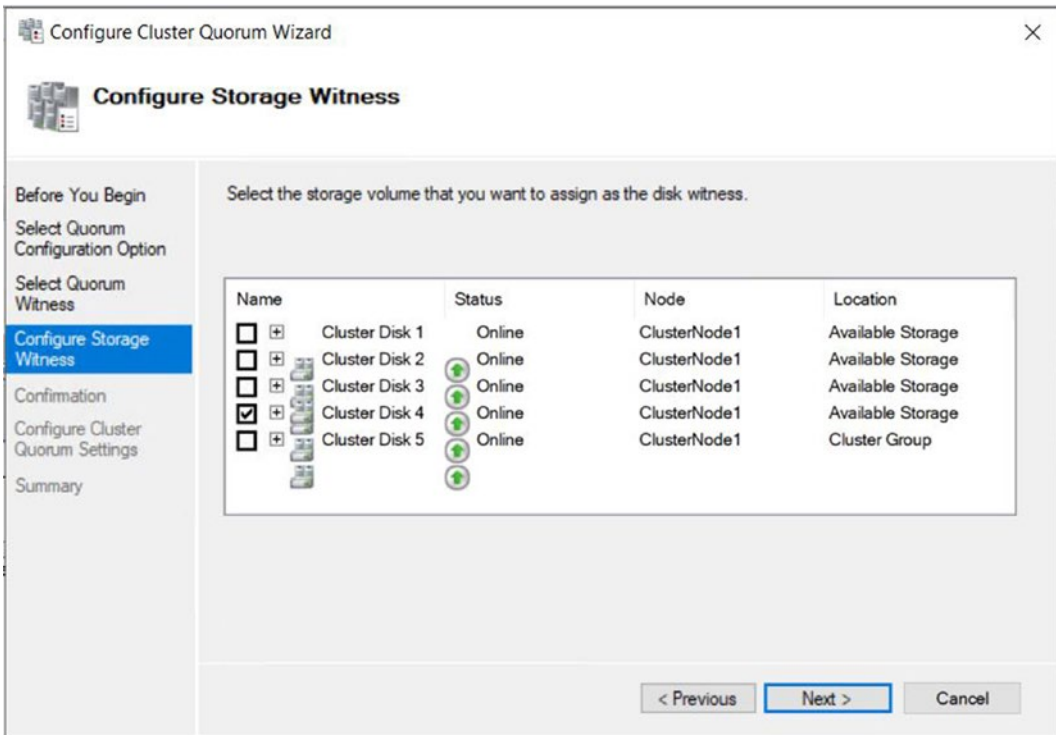 Configure Cluster Quorum Wizard
Configure Storage Witness
Before You Begin
Select Quorum
Configuration Option
Select Quorum
Witness
Configure Storage
Witness
Confirmation
Configure Cluster
Quorum Settings
Summary
Select the storage volume that you want to assign as the disk witness.
Name Status Node Location
Cluster Disk 1 Online ClusterNode1 Available Storage
Cluster Disk 2 Online ClusterNode1 Available Storage
Cluster Disk 3 Online ClusterNode1 Available Storage
Cluster Disk 4 Online ClusterNode1 Available Storage
Cluster Disk 5 Online ClusterNode1 Cluster Group
< Previous Next > Cancel